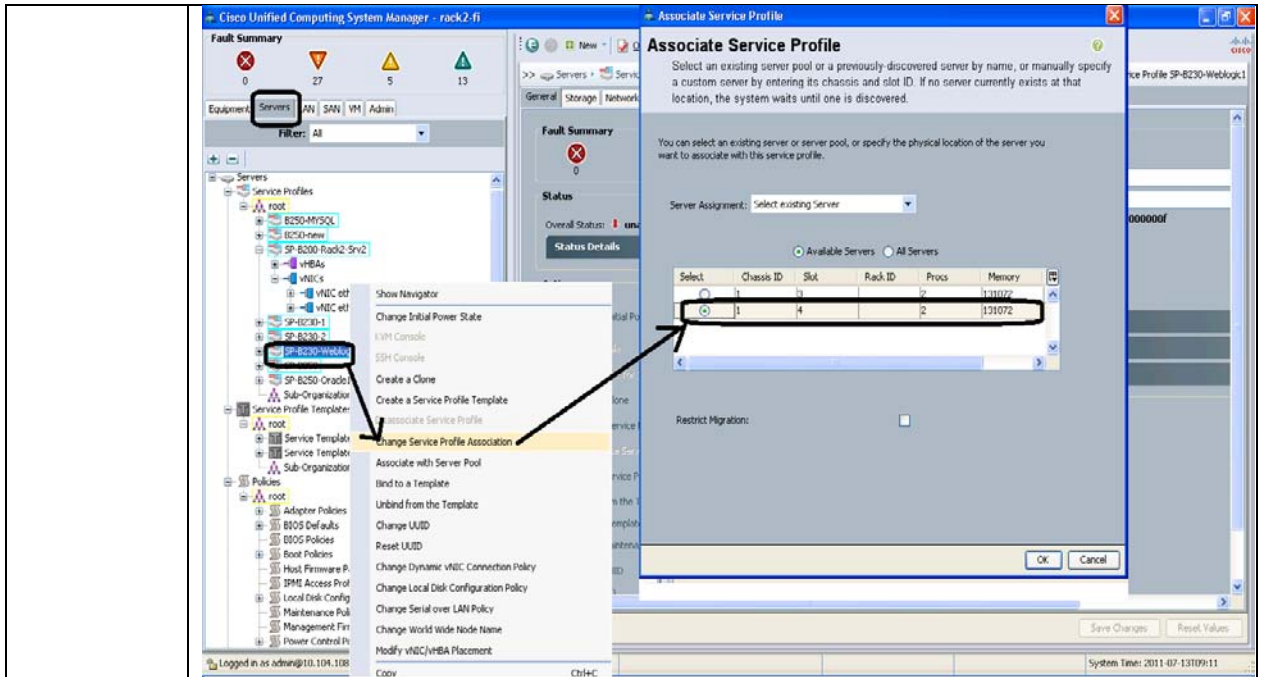 Cisco Unified Computing System Manager - rack2-fi
Fault Summary
0 27 5 13
Equipment Servers LAN SAN VM Admin
Filter: All
Servers
Service Profiles
root
B250-MYSQL
B250-new
SP-B200-Rack2-Srv2
vHBAs
vNICs
vNIC eth
vNIC eth
SP-B230-1
SP-B230-2
SP-B230-Weblog
SP-B250-Oracle1
Sub-Organization
Service Profile Templates
root
Service Template
Service Template
Sub-Organization
Policies
root
Adapter Policies
BIOS Defaults
BIOS Policies
Boot Policies
Host Firmware P
IPMI Access Prof
Local Disk Config
Maintenance Poli
Management Fir
Power Control Po
Logged in as admin@10.104.108
Show Navigator
Change Initial Power State
KVM Console
SSH Console
Create a Clone
Create a Service Profile Template
Disassociate Service Profile
Change Service Profile Association
Associate with Server Pool
Bind to a Template
Unbind from the Template
Change UUID
Reset UUID
Change Dynamic vNIC Connection Policy
Change Local Disk Configuration Policy
Change Serial over LAN Policy
Change World Wide Node Name
Modify vNIC/vHBA Placement
Copy Ctrl+C
New
>> Servers
General Storage Network
Fault Summary
0
Status
Overall Status: una
Status Details
Associate Service Profile
Associate Service Profile
Select an existing server pool or a previously-discovered server by name, or manually specify
a custom server by entering its chassis and slot ID. If no server currently exists at that
location, the system waits until one is discovered.
You can select an existing server or server pool, or specify the physical location of the server you
want to associate with this service profile.
Server Assignment: Select existing Server
Available Servers All Servers
Select Chassis ID Slot Rack ID Procs Memory
1 3 2 131072
1 4 2 131072
Restrict Migration:
OK Cancel
cisco
ice Profile SP-B230-Weblogic1
000000f
Save Changes Reset Values
System Time: 2011-07-13T09:11